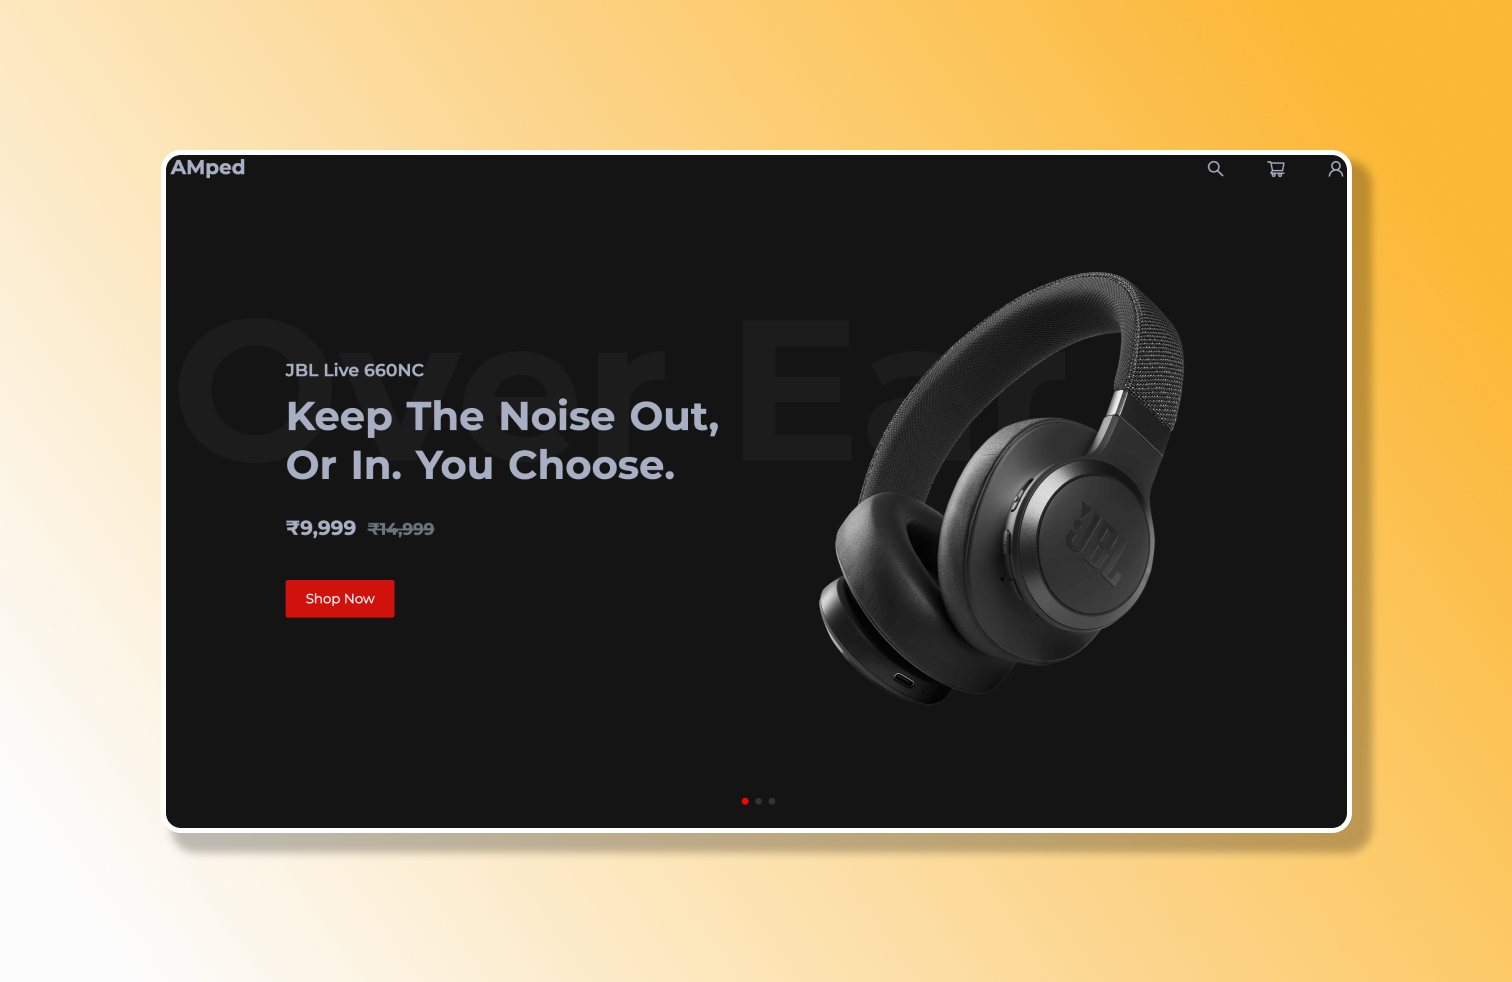 AMped
Over Ear
JBL Live 660NC
Keep The Noise Out,
Or In. You Choose.
₹9,999 ₹14,999
Shop Now
JBL